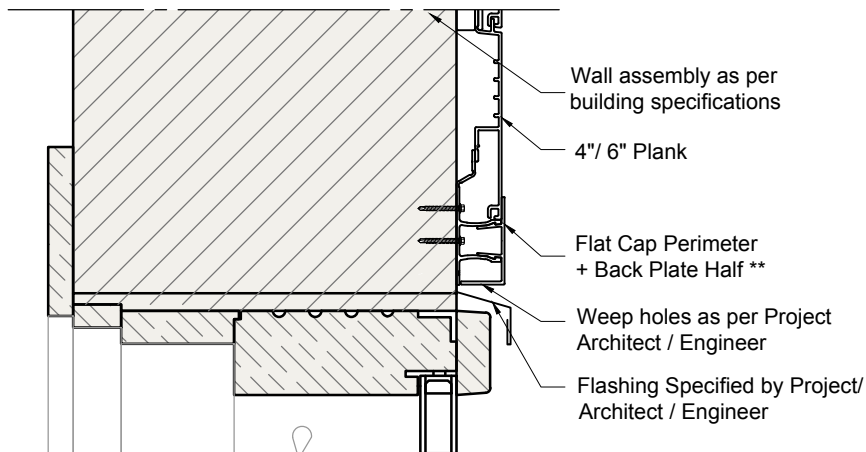 Wall assembly as per
building specifications
4"/ 6" Plank
Flat Cap Perimeter
+ Back Plate Half **
Weep holes as per Project
Architect / Engineer
Flashing Specified by Project/
Architect / Engineer